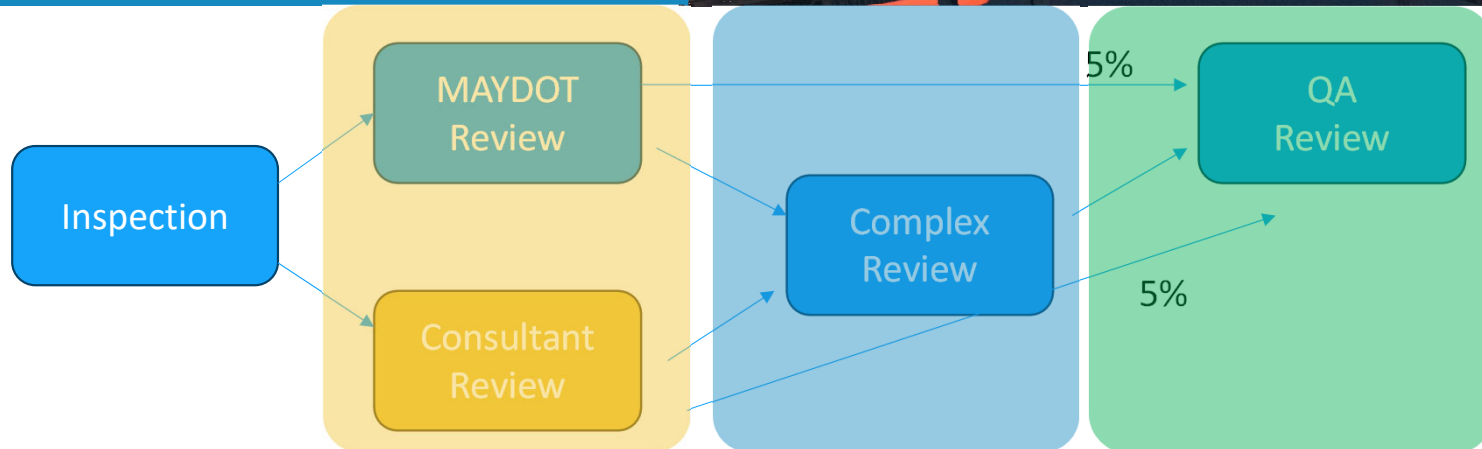 Inspection
MAYDOT
Review
Consultant
Review
Complex
Review
5%
5%
QA
Review